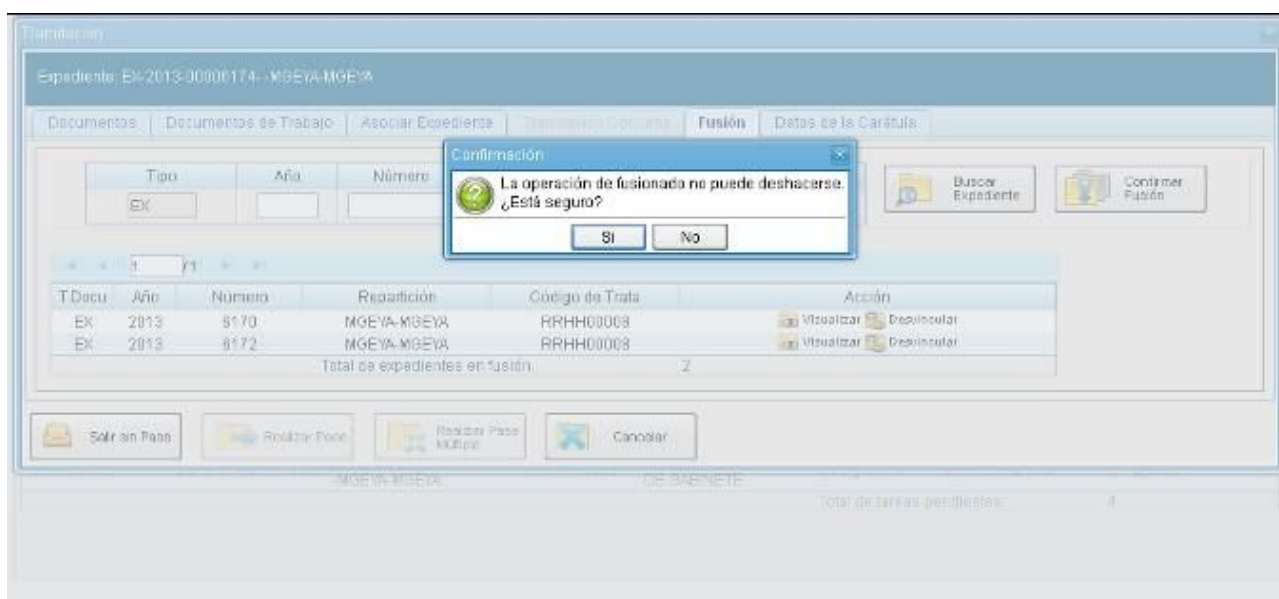 Tramitación
Expediente: EX-2013-00006174- -MGEYA-MGEYA
Documentos Documentos de Trabajo Asociar Expediente Tramitación Conjunta Fusión Datos de la Carátula
Confirmación
La operación de fusionado no puede deshacerse.
¿Está seguro?
Si No
Tipo Año Número
EX
Buscar
Expediente
Confirmar
Fusión
1 /1
T.Docu Año Número Repartición Código de Trata Acción
EX 2013 6170 MGEYA-MGEYA RRHH00008 Visualizar Desvincular
EX 2013 6172 MGEYA-MGEYA RRHH00008 Visualizar Desvincular
Total de expedientes en fusión: 2
Salir sin Pase Realizar Pase Realizar Pase
Múltiple
Cancelar
-MGEYA-MGEYA DE GABINETE
Total de tareas pendientes: 4